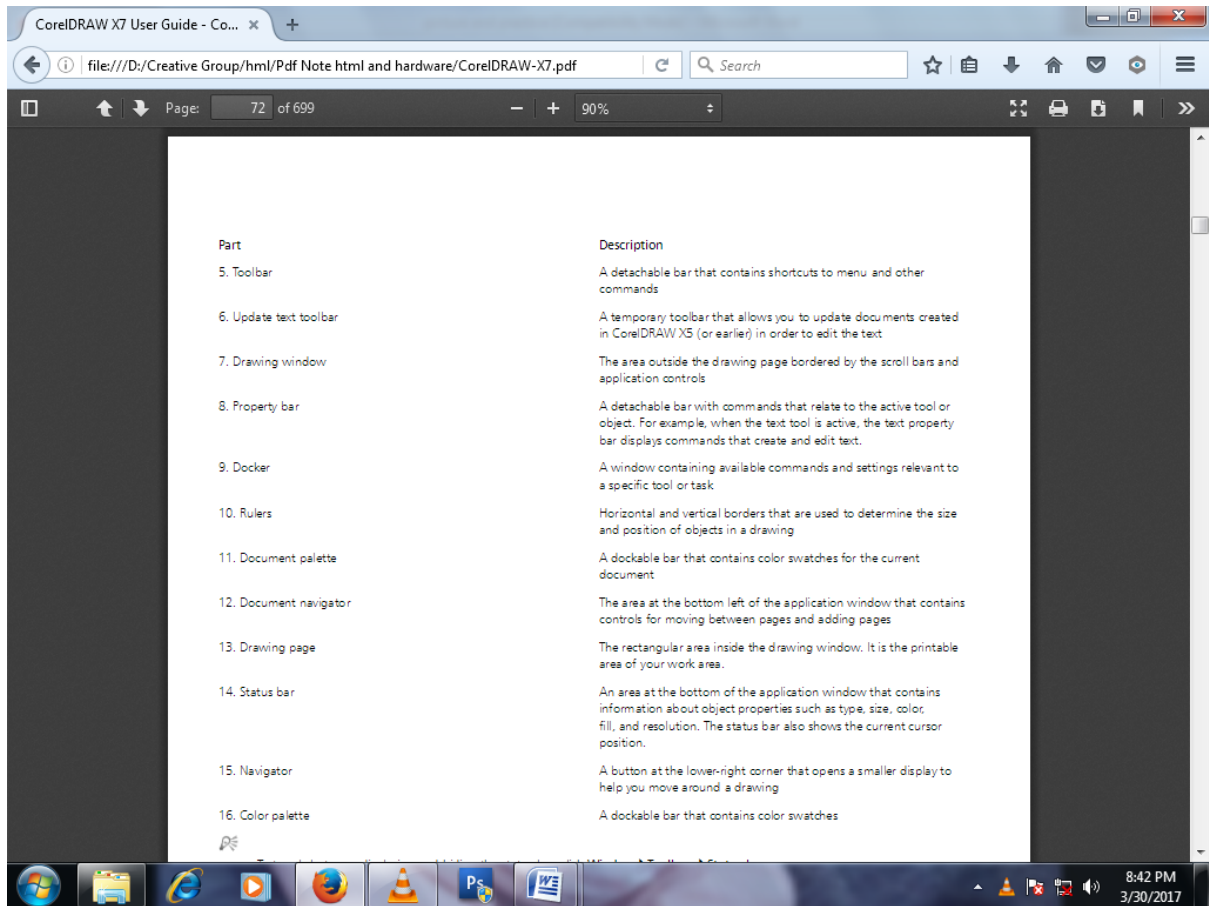 CorelDRAW X7 User Guide - Co...
file:///D:/Creative Group/hml/Pdf Note html and hardware/CorelDRAW-X7.pdf
Search
Page: 72 of 699
90%
Part Description
5. Toolbar A detachable bar that contains shortcuts to menu and other
commands
6. Update text toolbar A temporary toolbar that allows you to update documents created
in CorelDRAW X5 (or earlier) in order to edit the text
7. Drawing window The area outside the drawing page bordered by the scroll bars and
application controls
8. Property bar A detachable bar with commands that relate to the active tool or
object. For example, when the text tool is active, the text property
bar displays commands that create and edit text.
9. Docker A window containing available commands and settings relevant to
a specific tool or task
10. Rulers Horizontal and vertical borders that are used to determine the size
and position of objects in a drawing
11. Document palette A dockable bar that contains color swatches for the current
document
12. Document navigator The area at the bottom left of the application window that contains
controls for moving between pages and adding pages
13. Drawing page The rectangular area inside the drawing window. It is the printable
area of your work area.
14. Status bar An area at the bottom of the application window that contains
information about object properties such as type, size, color,
fill, and resolution. The status bar also shows the current cursor
position.
15. Navigator A button at the lower-right corner that opens a smaller display to
help you move around a drawing
16. Color palette A dockable bar that contains color swatches
Ps
W
8:42 PM
3/30/2017